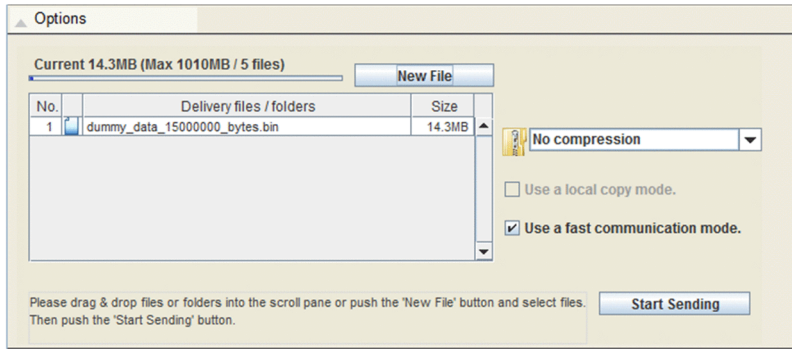 Options
Current 14.3MB (Max 1010MB / 5 files)
New File
No. Delivery files / folders Size
1 dummy_data_15000000_bytes.bin 14.3MB
No compression
Use a local copy mode.
Use a fast communication mode.
Please drag & drop files or folders into the scroll pane or push the 'New File' button and select files.
Then push the 'Start Sending' button.
Start Sending